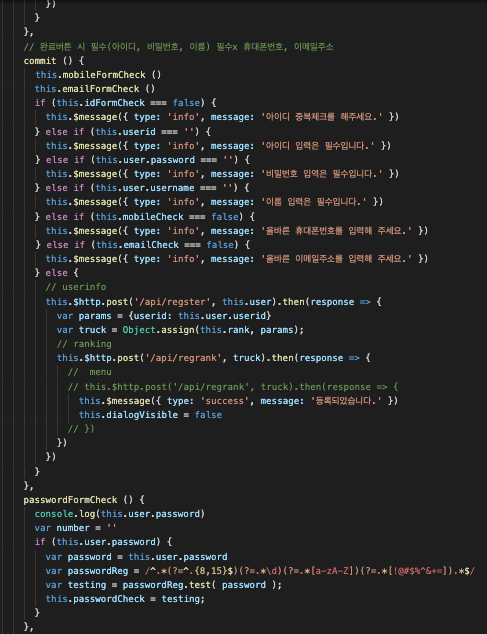 })
}
},
// 완료버튼 시 필수(아이디, 비밀번호, 이름) 필수x 휴대폰번호, 이메일주소
commit () {
this.mobileFormCheck ()
this.emailFormCheck ()
if (this.idFormCheck === false) {
this.$message({ type: 'info', message: '아이디 중복체크를 해주세요.' })
} else if (this.userid === '') {
this.$message({ type: 'info', message: '아이디 입력은 필수입니다.' })
} else if (this.user.password === '') {
this.$message({ type: 'info', message: '비밀번호 입역은 필수입니다.' })
} else if (this.user.username === '') {
this.$message({ type: 'info', message: '이름 입력은 필수입니다.' })
} else if (this.mobileCheck === false) {
this.$message({ type: 'info', message: '올바른 휴대폰번호를 입력해 주세요.' })
} else if (this.emailCheck === false) {
this.$message({ type: 'info', message: '올바른 이메일주소를 입력해 주세요.' })
} else {
// userinfo
this.$http.post('/api/regster', this.user).then(response => {
var params = {userid: this.user.userid}
var truck = Object.assign(this.rank, params);
// ranking
this.$http.post('/api/regrank', truck).then(response => {
//  menu
// this.$http.post('/api/regrank', truck).then(response => {
this.$message({ type: 'success', message: '등록되었습니다.' })
this.dialogVisible = false
// })
})
})
}
},
passwordFormCheck () {
console.log(this.user.password)
var number = ''
if (this.user.password) {
var password = this.user.password
var passwordReg = /^.*(?=^.{8,15}$)(?=.*\d)(?=.*[a-zA-Z])(?=.*[!@#$%^&+=]).*$/
var testing = passwordReg.test( password );
this.passwordCheck = testing;
}
},